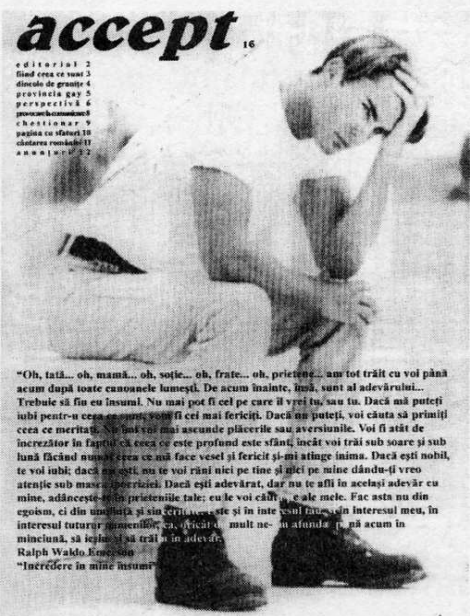 accept 16
editorial 2
fiind ceea ce sunt 3
dincolo de granițe 4
provincia gay 5
perspectivă 6
chestionar 9
pagina cu sfaturi 10
cântarea românie 11
anunțuri 12
"Oh, tată... oh, mamă... oh, soție... oh, frate... oh, prietene... am tot trăit cu voi până
acum după toate canoanele lumești. De acum înainte, însă, sunt al adevărului...
Trebuie să fiu eu însumi. Nu mai pot fi cel pe care îl vrei tu, sau tu. Dacă mă puteți
iubi pentr-u ceea ce sunt, vom fi cei mai fericiți. Dacă nu puteți, voi căuta să primiți
ceea ce meritați. Nu îmi voi mai ascunde plăcerile sau aversiunile. Voi fi atât de
încrezător în faptul că ceea ce este profund este sfânt, încât voi trăi sub soare și sub
lună făcând numai ceea ce mă face vesel și fericit și-mi atinge inima. Dacă ești nobil,
te voi iubi; dacă nu ești, nu te voi răni nici pe tine și nici pe mine dându-ți vreo
atenție sub masca ipocriziei. Dacă ești adevărat, dar nu te afli în același adevăr cu
mine, adâncește-te în prieteniile tale; eu le voi căuta pe ale mele. Fac asta nu din
egoism, ci din umilință și sinceritate. Este și în interesul tău, și în interesul meu, în
interesul tuturor oamenilor ca, oricât de mult ne-am afundat până acum în
minciună, să ieșim și să trăim în adevăr.
Ralph Waldo Emerson
"Încredere în mine însumi"